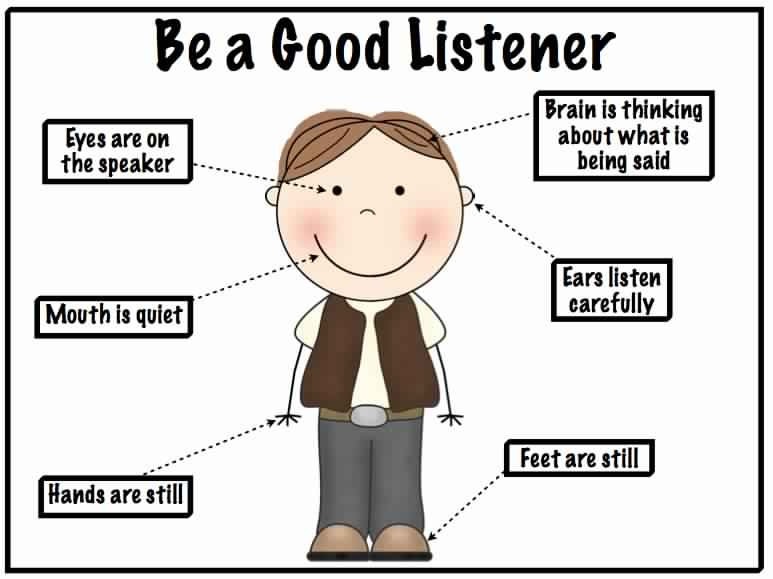 Be a Good Listener
Eyes are on
the speaker
Brain is thinking
about what is
being said
Ears listen
carefully
Mouth is quiet
Hands are still
Feet are still